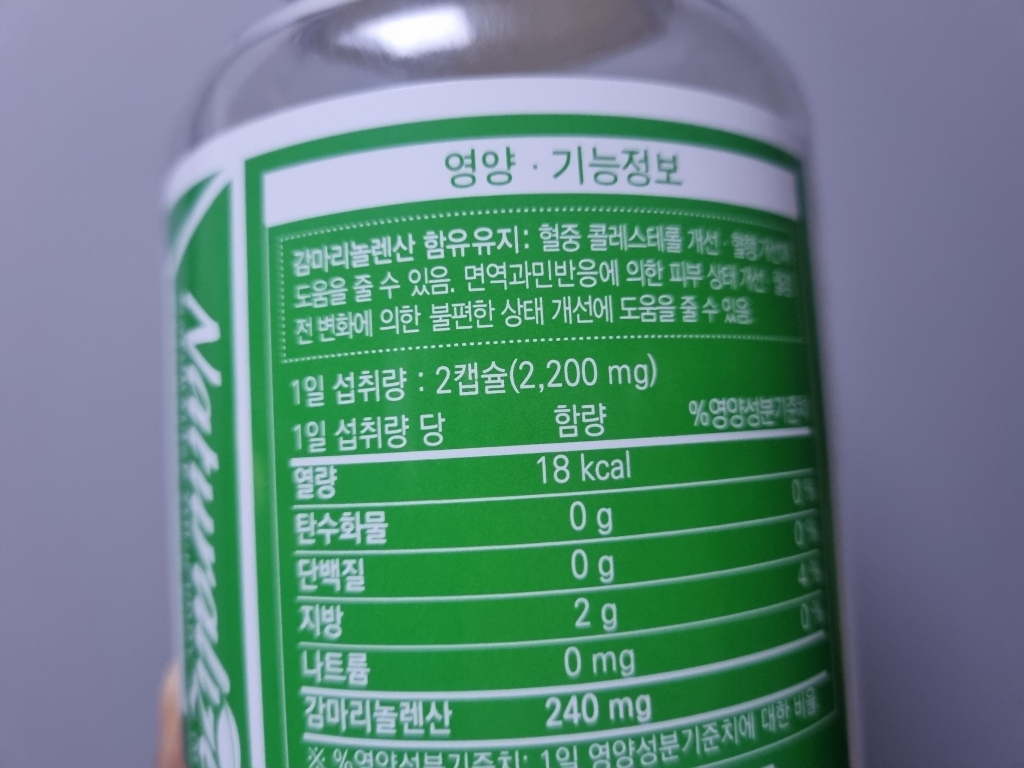 영양 · 기능정보
감마리놀렌산 함유유지: 혈중 콜레스테롤 개선 · 혈행개선에
도움을 줄 수 있음. 면역과민반응에 의한 피부 상태 개선 ·
전 변화에 의한 불편한 상태 개선에 도움을 줄 수 있음.
1일 섭취량 : 2캡슐(2,200 mg)
1일 섭취량 당 함량 %영양성분기준치
열량 18 kcal
탄수화물 0 g 0 %
단백질 0 g 0 %
지방 2 g 4 %
나트륨 0 mg 0 %
감마리놀렌산 240 mg
※ %영양성분기준치: 1일 영양성분기준치에 대한 비율
Naturalize